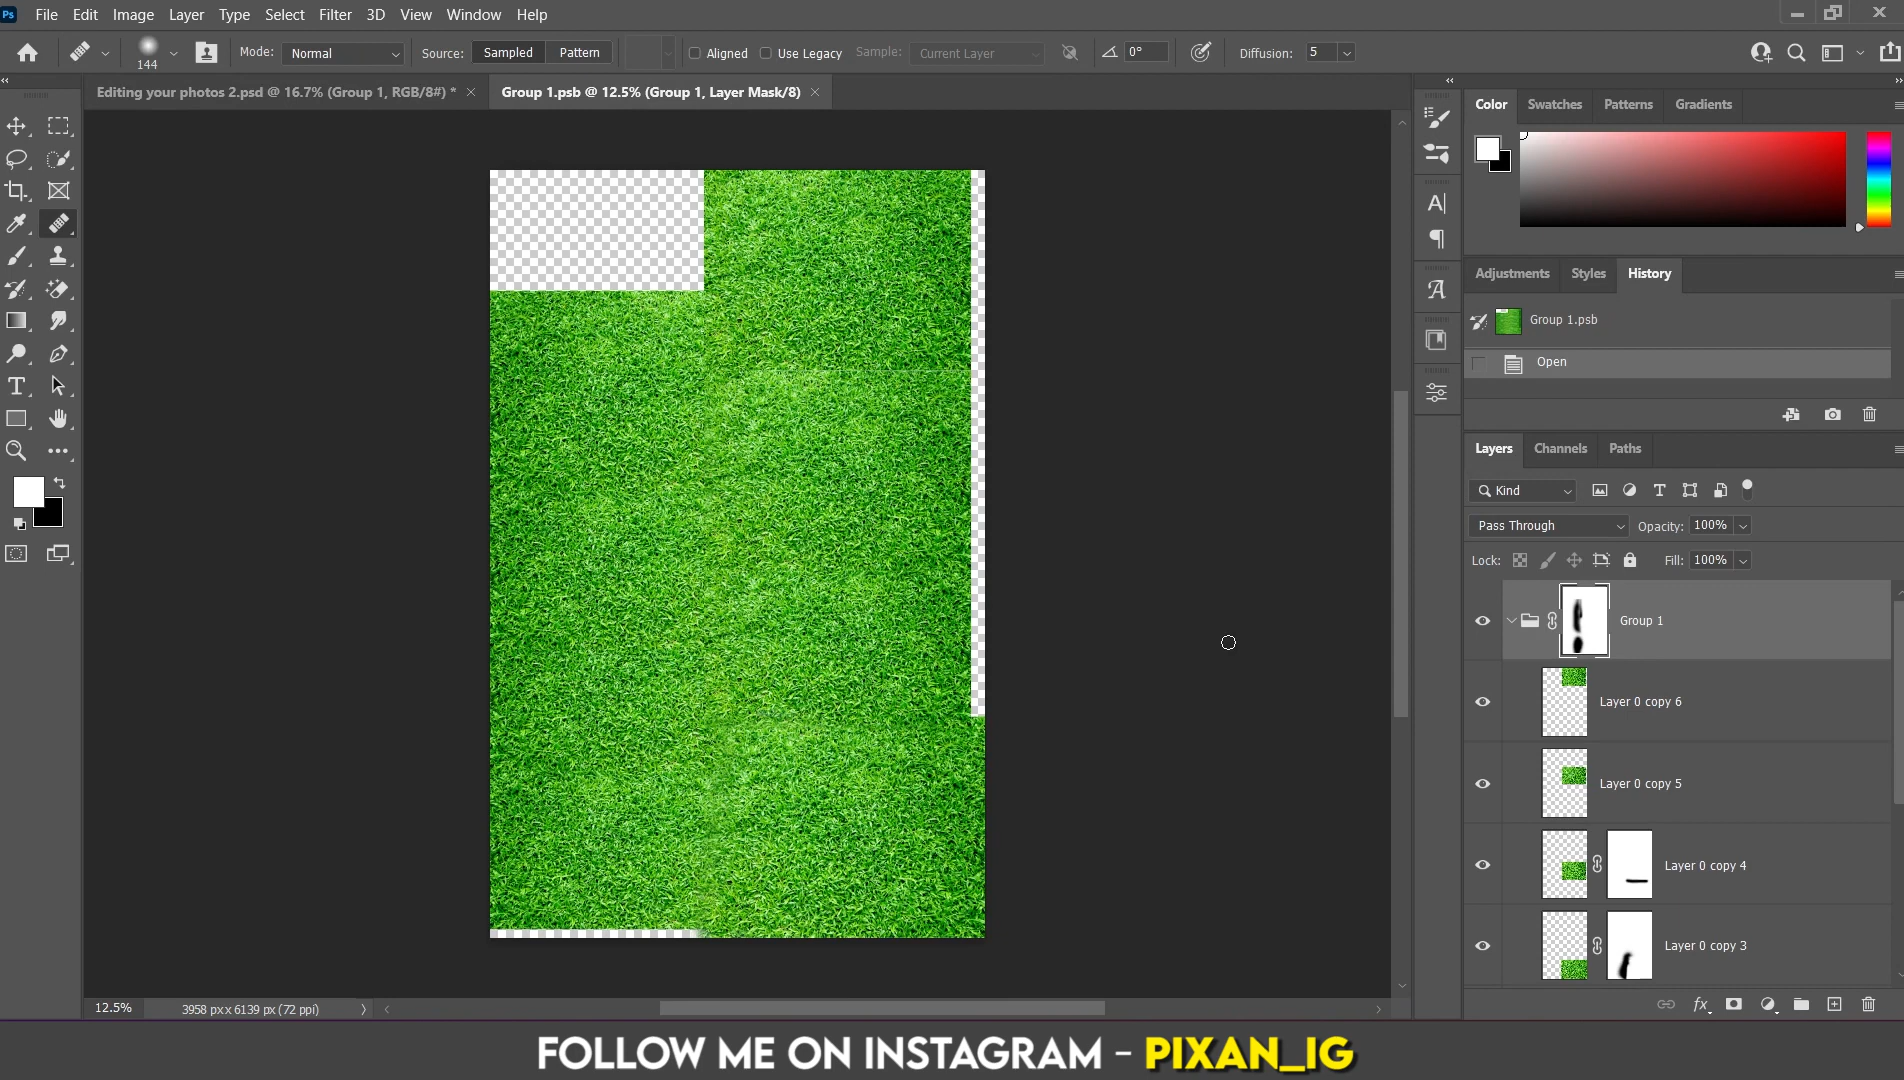 Ps File Edit Image Layer Type Select Filter 3D View Window Help
144 Mode: Normal Source: Sampled Pattern Aligned Use Legacy Sample: Current Layer 0° Diffusion: 5
Editing your photos 2.psd @ 16.7% (Group 1, RGB/8#) * × Group 1.psb @ 12.5% (Group 1, Layer Mask/8) ×
Color Swatches Patterns Gradients
Adjustments Styles History
Group 1.psb
Open
Layers Channels Paths
Kind
Pass Through Opacity: 100%
Lock: Fill: 100%
Group 1
Layer 0 copy 6
Layer 0 copy 5
Layer 0 copy 4
Layer 0 copy 3
fx
12.5% 3958 px x 6139 px (72 ppi)
FOLLOW ME ON INSTAGRAM - PIXAN_IG